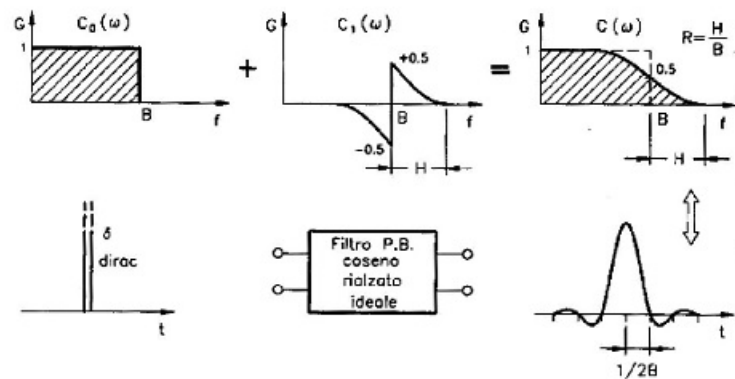 G C₀(ω)
1
B f
+
G C₁(ω)
+0.5
B f
-0.5
H
=
G C(ω)
1
0.5
B f
H
R=H/B
δ
dirac
t
Filtro P.B.
coseno
rialzato
ideale
t
1/2B